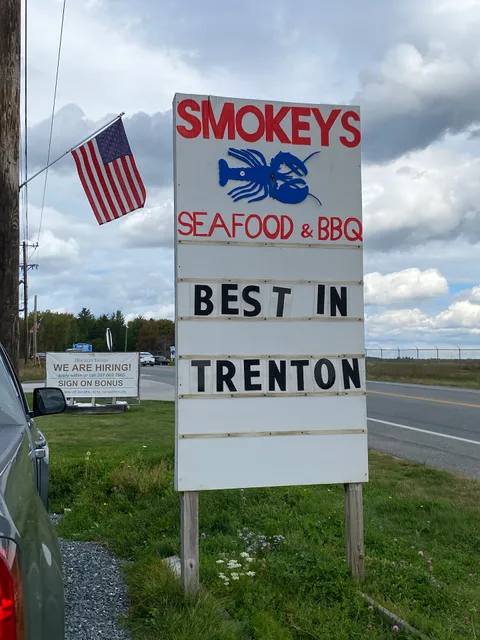 SMOKEYS
SEAFOOD & BBQ
BEST IN
TRENTON
WE ARE HIRING!
SIGN ON BONUS